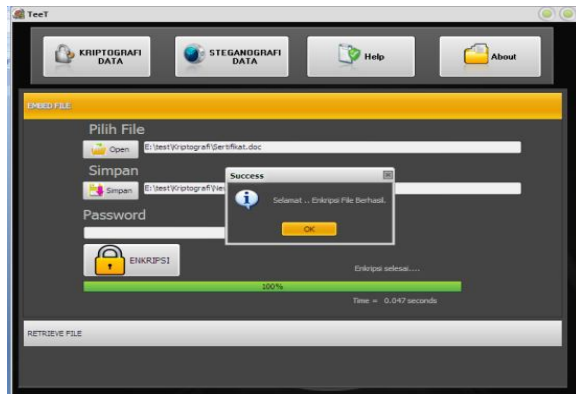 TeeT
KRIPTOGRAFI
DATA
STEGANOGRAFI
DATA
Help
About
EMBED FILE
Pilih File
Open
E:\test\Kriptografi\Sertifikat.doc
Simpan
Simpan
E:\test\Kriptografi\
Success
Selamat .. Enkripsi File Berhasil.
OK
Password
ENKRIPSI
Enkripsi selesai....
100%
Time = 0.047 seconds
RETRIEVE FILE